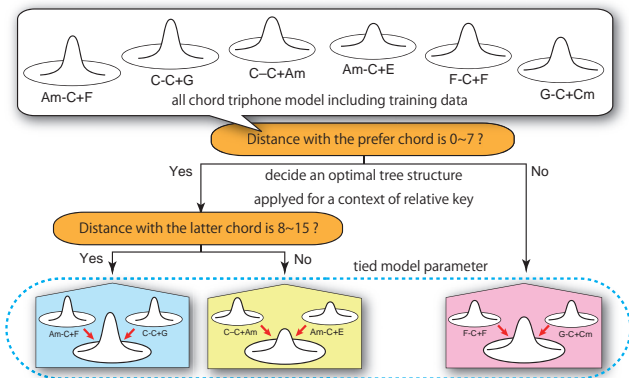 Am-C+F
C-C+G
C–C+Am
Am-C+E
F-C+F
G-C+Cm
all chord triphone model including training data
Distance with the prefer chord is 0~7 ?
Yes
No
decide an optimal tree structure
applyed for a context of relative key
Distance with the latter chord is 8~15 ?
Yes
No
tied model parameter
Am-C+F
C-C+G
C–C+Am
Am-C+E
F-C+F
G-C+Cm